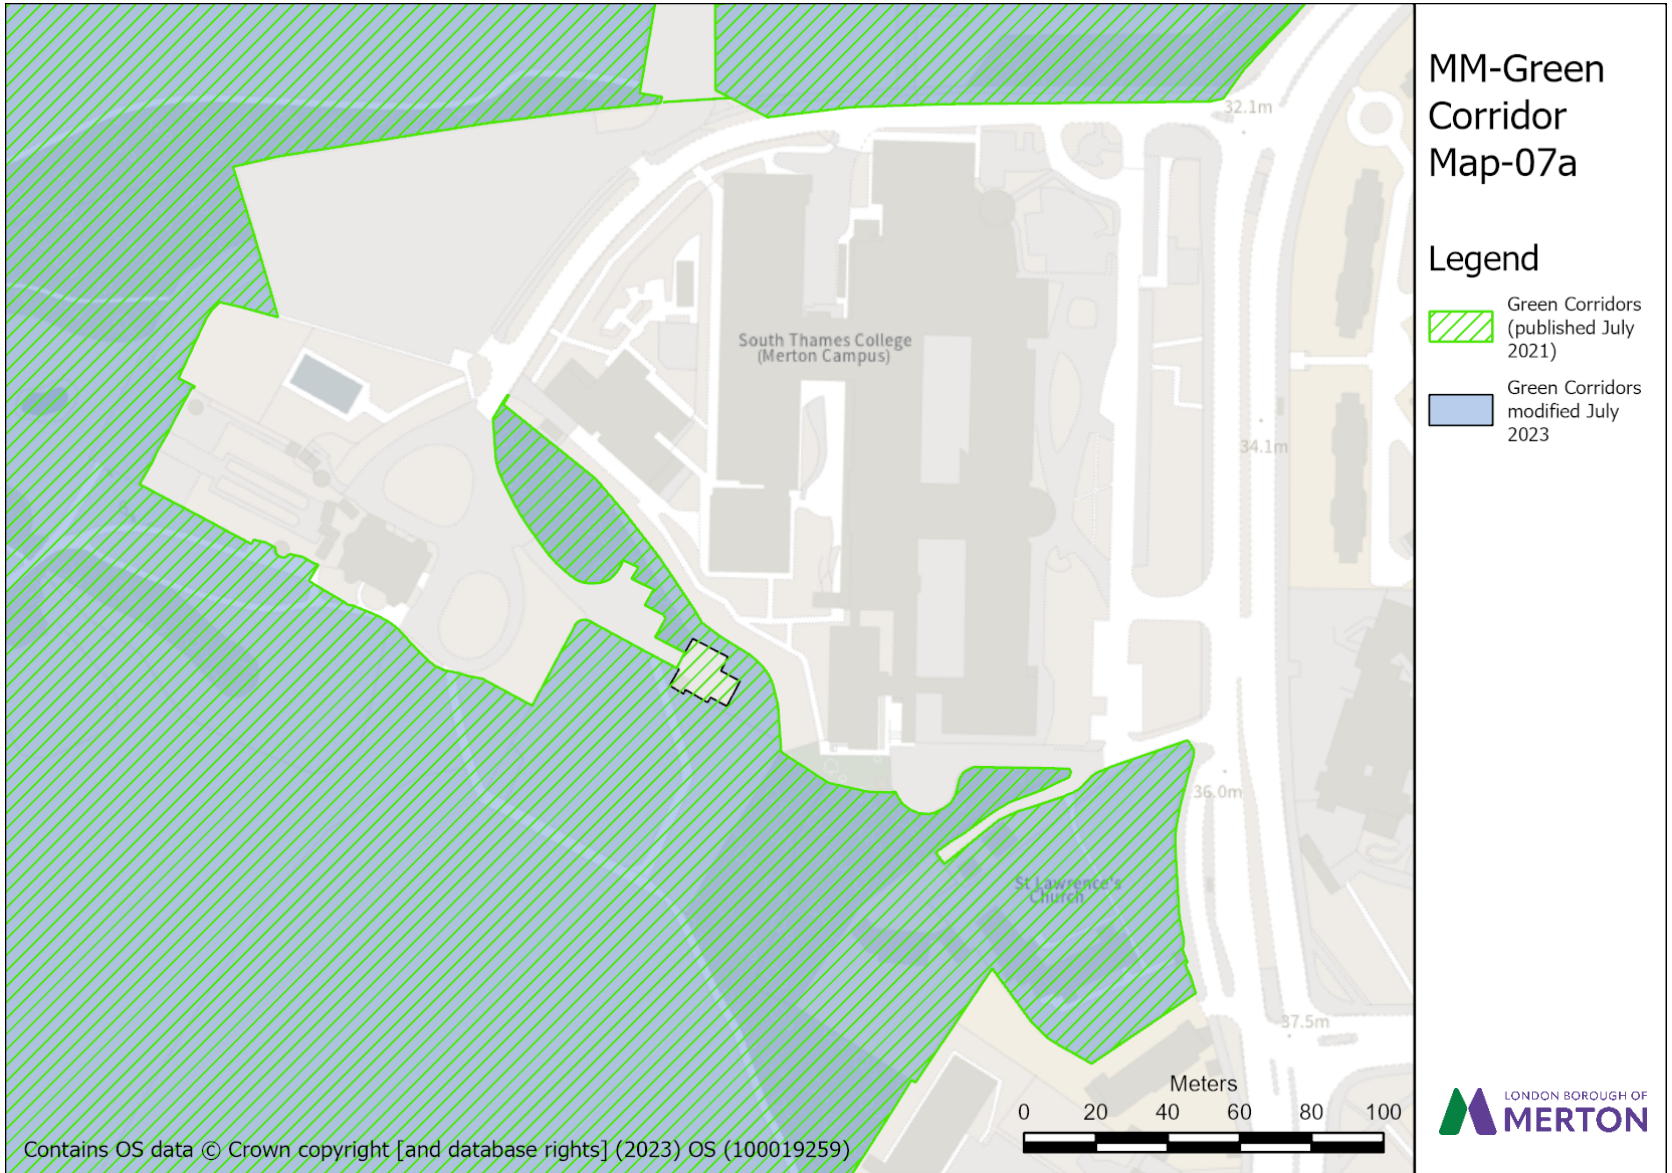 MM-Green
Corridor
Map-07a
Legend
Green Corridors
(published July
2021)
Green Corridors
modified July
2023
32.1m
South Thames College
(Merton Campus)
34.1m
36.0m
St Lawrence's
Church
37.5m
Meters
0 20 40 60 80 100
Contains OS data © Crown copyright [and database rights] (2023) OS (100019259)
LONDON BOROUGH OF
MERTON